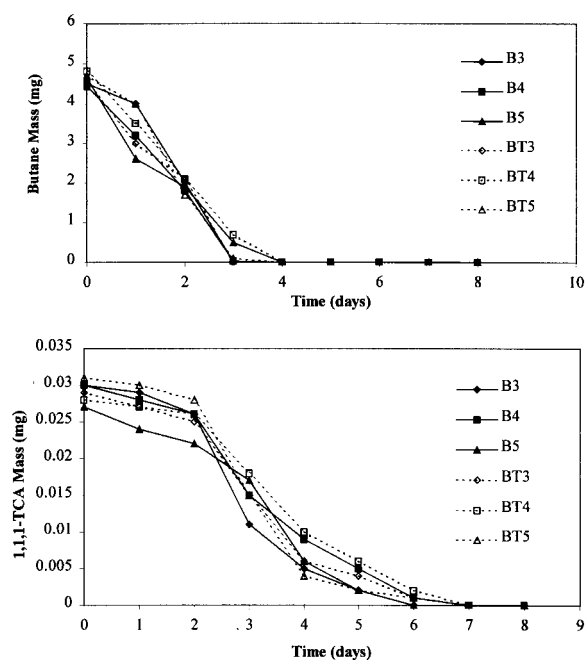 6
5
4
3
2
1
0
Butane Mass (mg)
B3
B4
B5
BT3
BT4
BT5
0 2 4 6 8 10
Time (days)
0.035
0.03
0.025
0.02
0.015
0.01
0.005
0
1,1,1-TCA Mass (mg)
B3
B4
B5
BT3
BT4
BT5
0 1 2 3 4 5 6 7 8 9
Time (days)